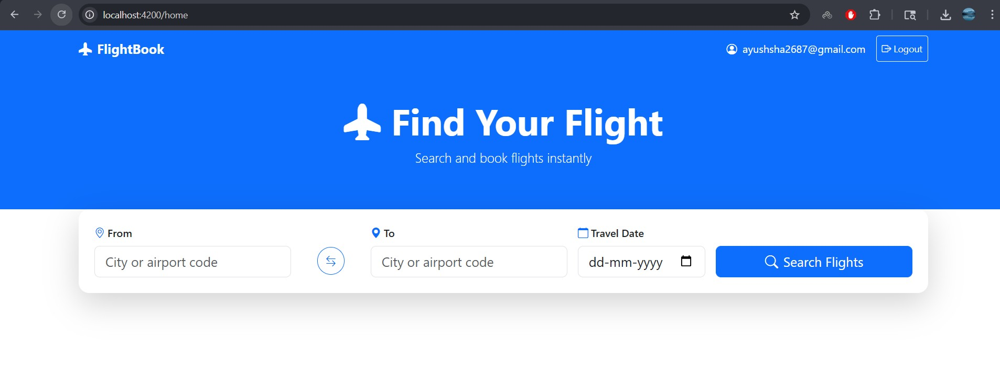 localhost:4200/home
FlightBook
ayushsha2687@gmail.com
Logout
Find Your Flight
Search and book flights instantly
From
To
Travel Date
City or airport code
City or airport code
dd-mm-yyyy
Search Flights